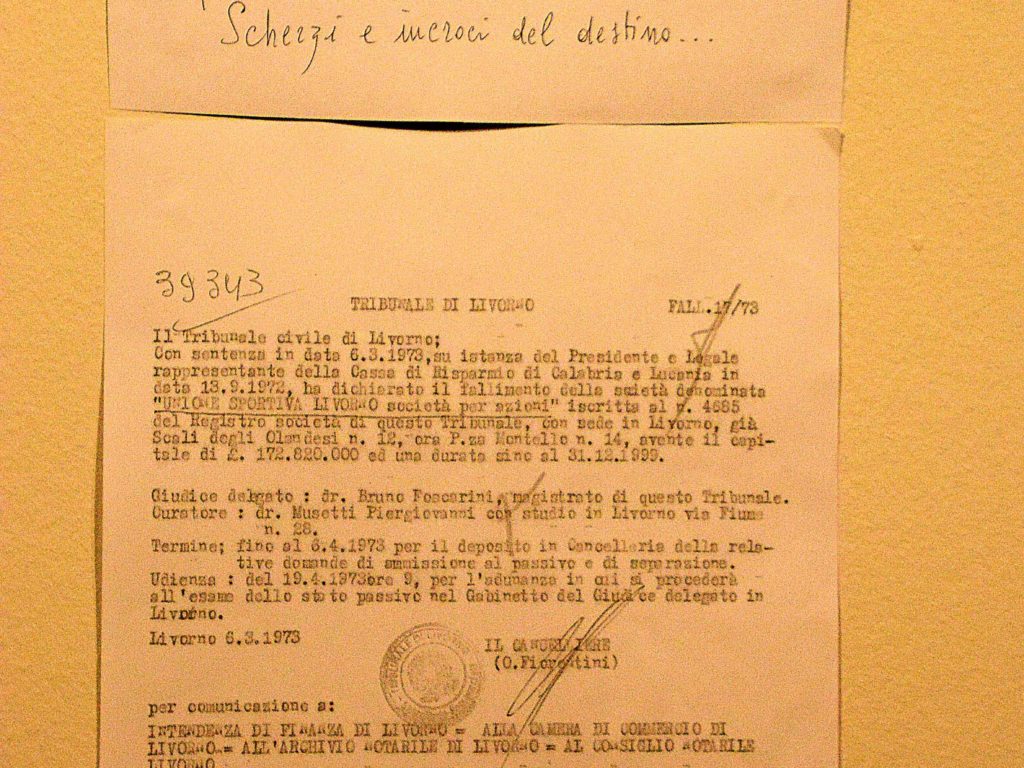 Scherzi e incroci del destino...
39343
TRIBUNALE DI LIVORNO FALL.17/73
Il Tribunale civile di Livorno;
Con sentenza in data 6.3.1973,su istanza del Presidente e Legale
rappresentante della Cassa di Risparmio di Calabria e Lucania in
data 13.9.1972, ha dichiarato il fallimento della società denominata
"UNIONE SPORTIVA LIVORNO società per azioni" iscritta al n. 4685
del Registro società di questo Tribunale, con sede in Livorno, già
Scali degli Olandesi n. 12, ora P.za Montello n. 14, avente il capi-
tale di £. 172.820.000 ed una durata sino al 31.12.1999.
Giudice delegato : dr. Bruno Foscarini, magistrato di questo Tribunale.
Curatore : dr. Musetti Piergiovanni con studio in Livorno via Fiume
n. 28.
Termine; fino al 6.4.1973 per il deposito in Cancelleria della rela-
tive domande di ammissione al passivo e di separazione.
Udienza : del 19.4.1973ore 9, per l'adunanza in cui si procederà
all'esame dello stato passivo nel Gabinetto del Giudice delegato in
Livorno.
Livorno 6.3.1973
IL CANCELLIERE
(O.Fiorentini)
per comunicazione a:
INTENDENZA DI FINANZA DI LIVORNO = ALLA CAMERA DI COMMERCIO DI
LIVORNO.= ALL'ARCHIVIO NOTARILE DI LIVORNO = AL CONSIGLIO NOTARILE
LIVORNO